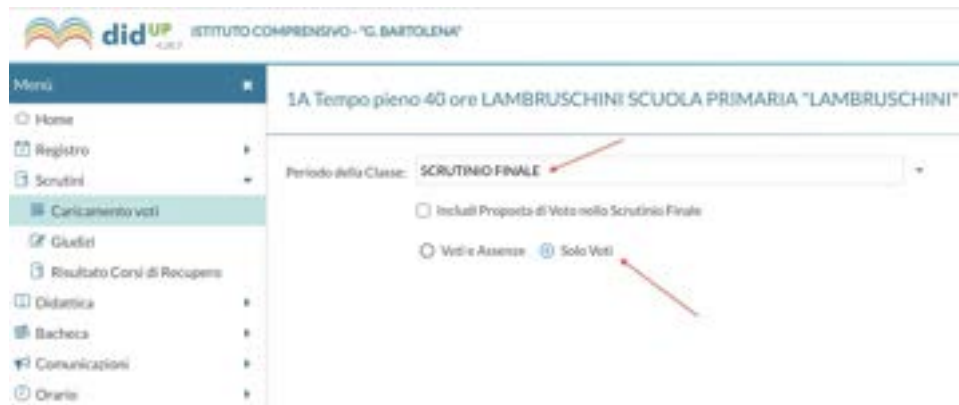 did UP ISTITUTO COMPRENSIVO - "G. BARTOLENA"
Menù
1A Tempo pieno 40 ore LAMBRUSCHINI SCUOLA PRIMARIA "LAMBRUSCHINI"
Home
Registro
Periodo della Classe: SCRUTINIO FINALE
Scrutini
Caricamento voti
Includi Proposta di Voto nello Scrutinio Finale
Giudizi
Voti e Assenze Solo Voti
Risultato Corsi di Recupero
Didattica
Bacheca
Comunicazioni
Orario